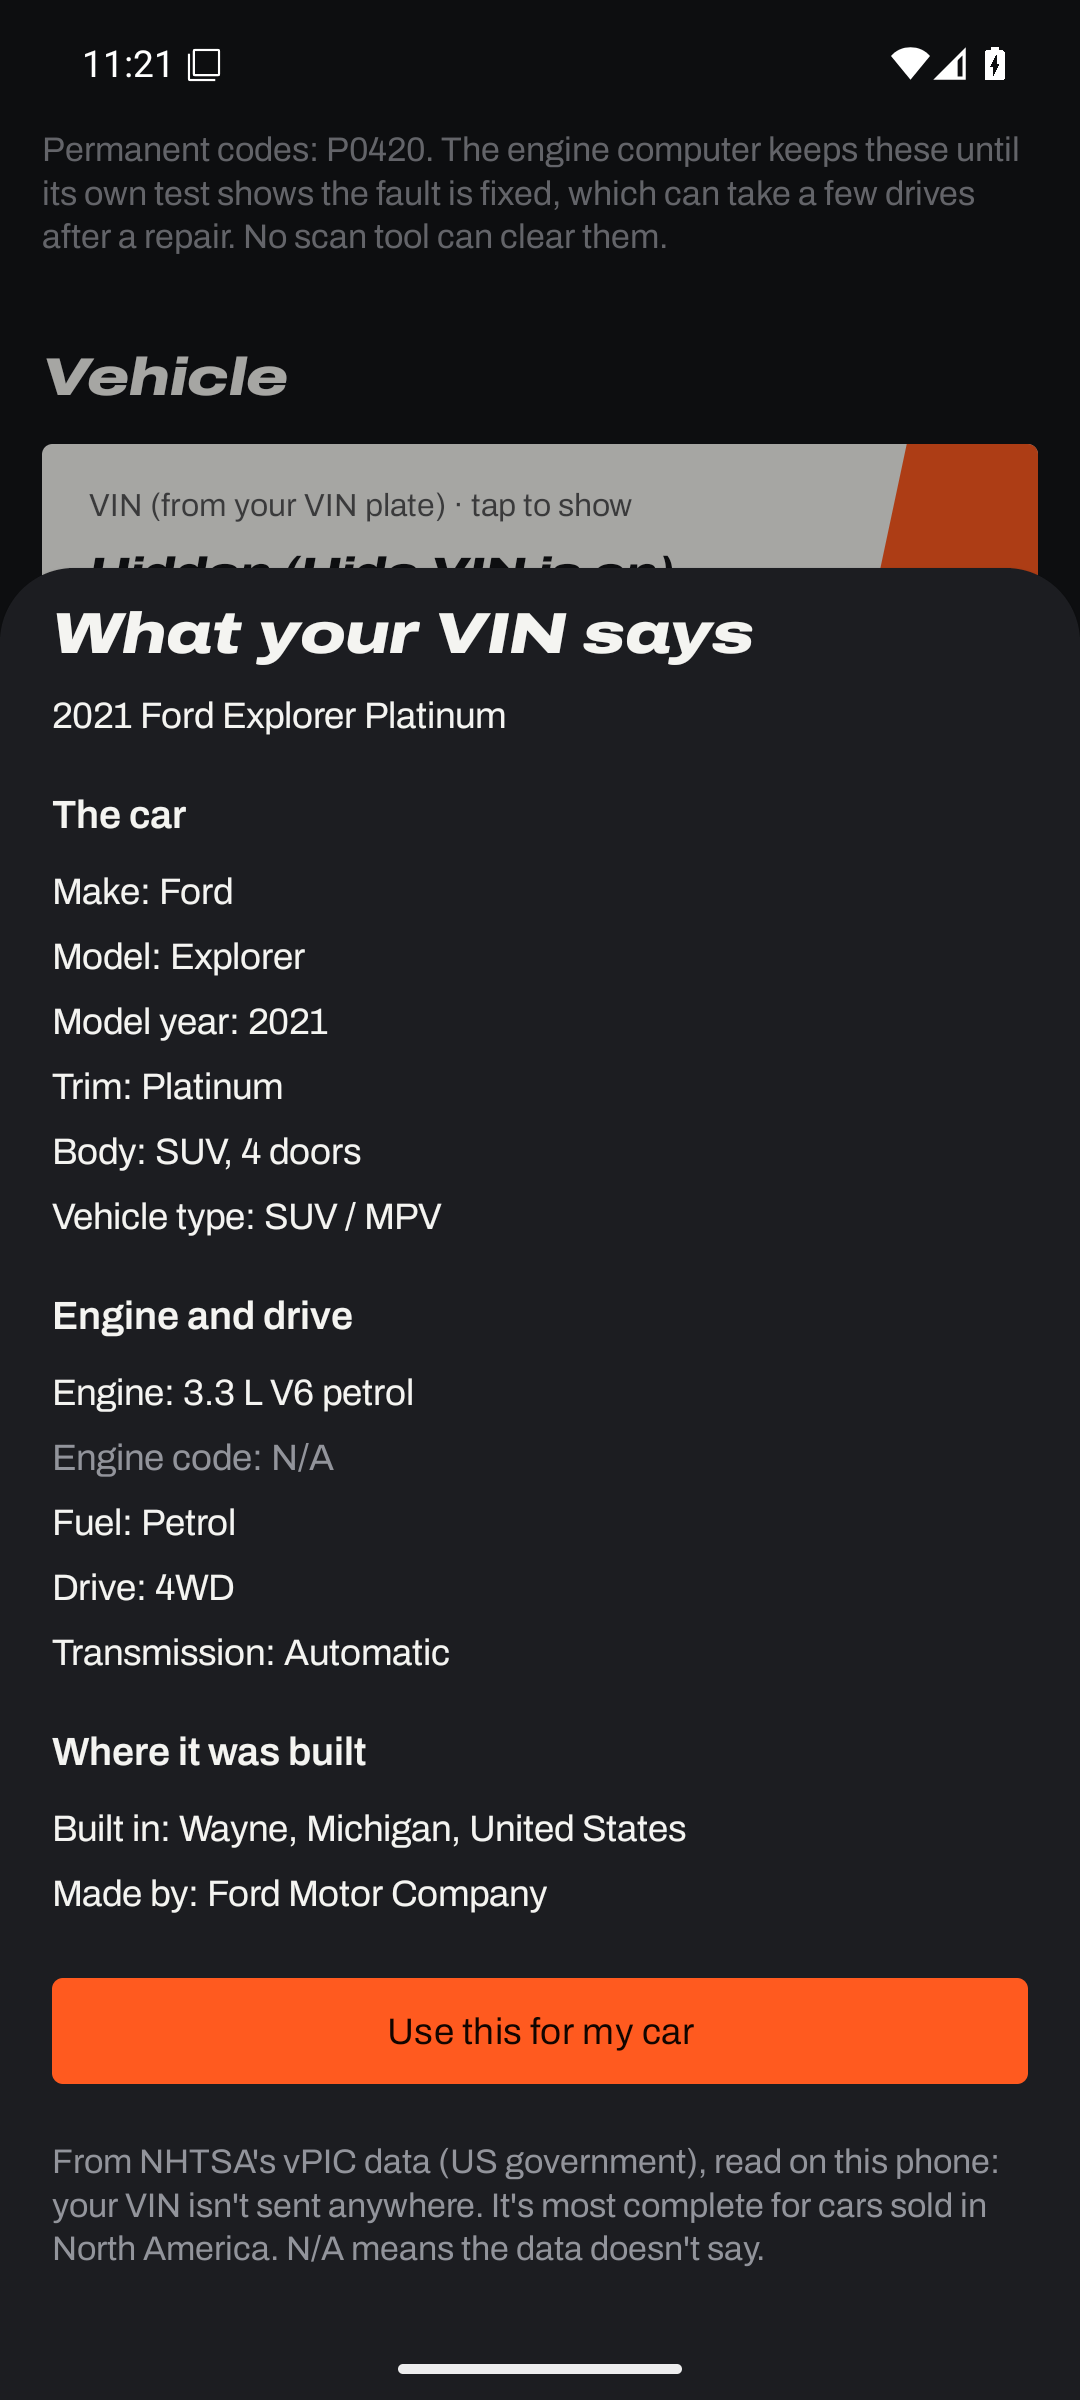 11:21
Permanent codes: P0420. The engine computer keeps these until
its own test shows the fault is fixed, which can take a few drives
after a repair. No scan tool can clear them.
Vehicle
VIN (from your VIN plate) · tap to show
Hidden (Hide VIN is on)
What your VIN says
2021 Ford Explorer Platinum
The car
Make: Ford
Model: Explorer
Model year: 2021
Trim: Platinum
Body: SUV, 4 doors
Vehicle type: SUV / MPV
Engine and drive
Engine: 3.3 L V6 petrol
Engine code: N/A
Fuel: Petrol
Drive: 4WD
Transmission: Automatic
Where it was built
Built in: Wayne, Michigan, United States
Made by: Ford Motor Company
Use this for my car
From NHTSA's vPIC data (US government), read on this phone:
your VIN isn't sent anywhere. It's most complete for cars sold in
North America. N/A means the data doesn't say.